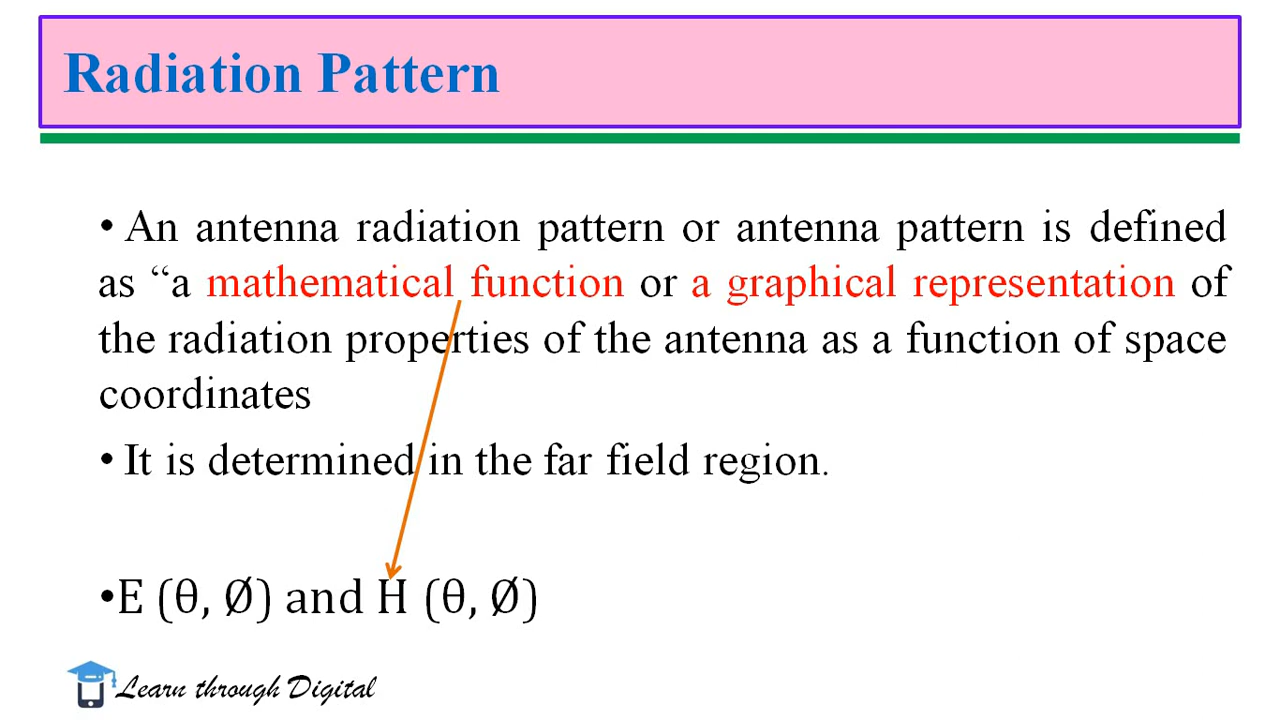 Radiation Pattern
• An antenna radiation pattern or antenna pattern is defined
as “a mathematical function or a graphical representation of
the radiation properties of the antenna as a function of space
coordinates
• It is determined in the far field region.
•E (θ, Ø) and H (θ, Ø)
Learn through Digital